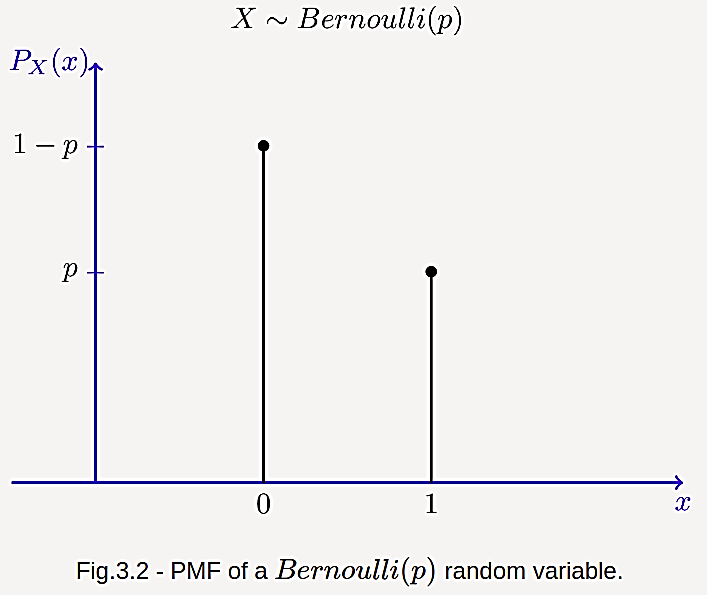 X ∼ Bernoulli(p)
P_X(x)
1 − p
p
0 1
x
Fig.3.2 - PMF of a Bernoulli(p) random variable.